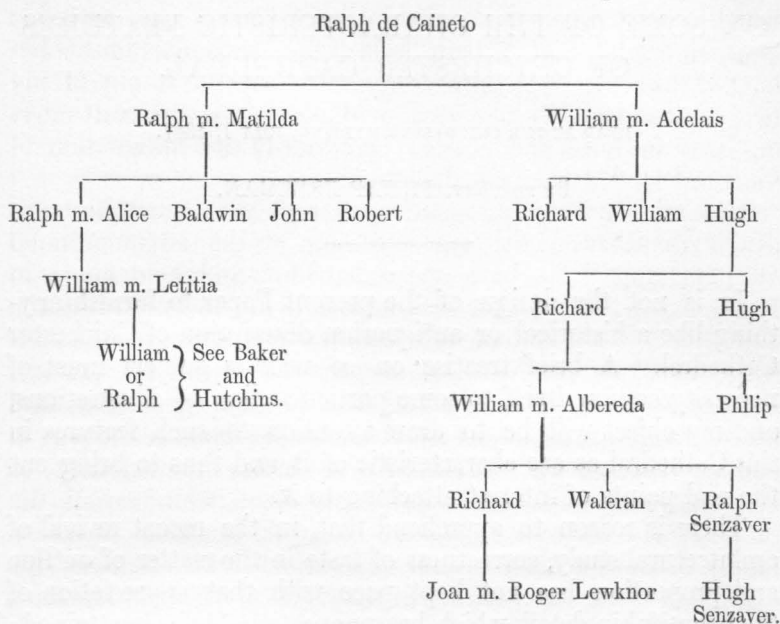 Ralph de Caineto
Ralph m. Matilda William m. Adelais
Ralph m. Alice Baldwin John Robert Richard William Hugh
William m. Letitia
Richard Hugh
William } See Baker
or and
Ralph } Hutchins.
William m. Albereda Philip
Richard Waleran Ralph
Senzaver
Joan m. Roger Lewknor Hugh
Senzaver.